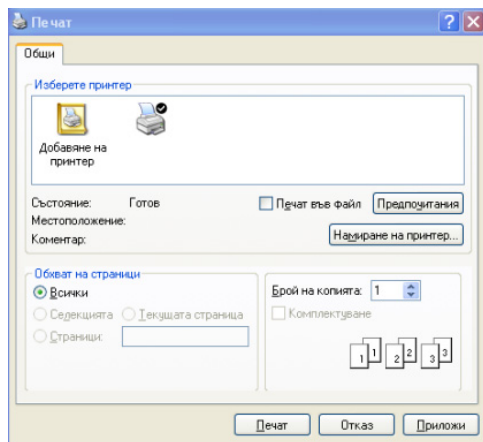 Печат
Общи
Изберете принтер
Добавяне на
принтер
Състояние: Готов
Местоположение:
Коментар:
Печат във файл
Предпочитания
Намиране на принтер...
Обхват на страници
Всички
Селекцията Текущата страница
Страници:
Брой на копията: 1
Комплектуване
1 1 2 2 3 3
Печат Отказ Приложи